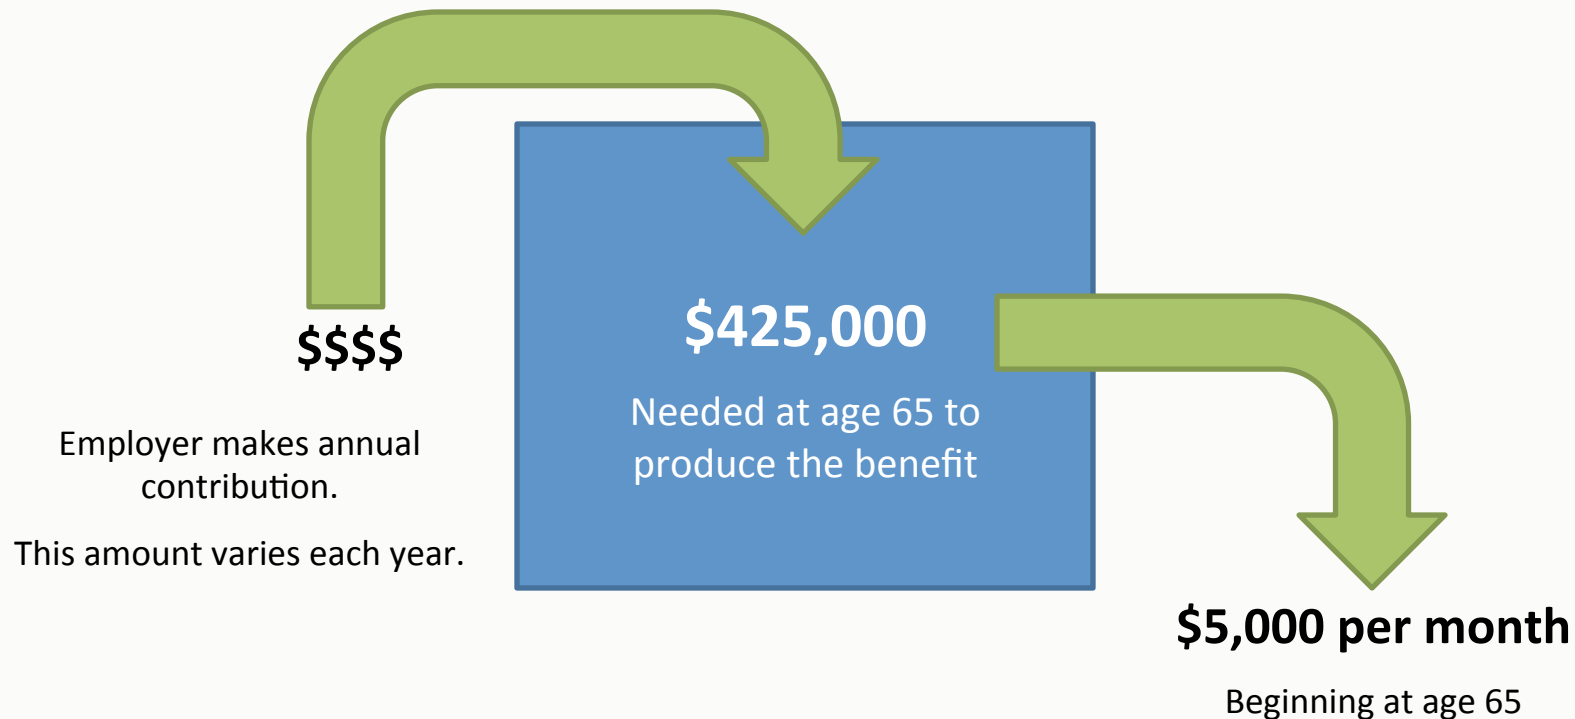 $$$$
Employer makes annual
contribution.
This amount varies each year.
$425,000
Needed at age 65 to
produce the benefit
$5,000 per month
Beginning at age 65